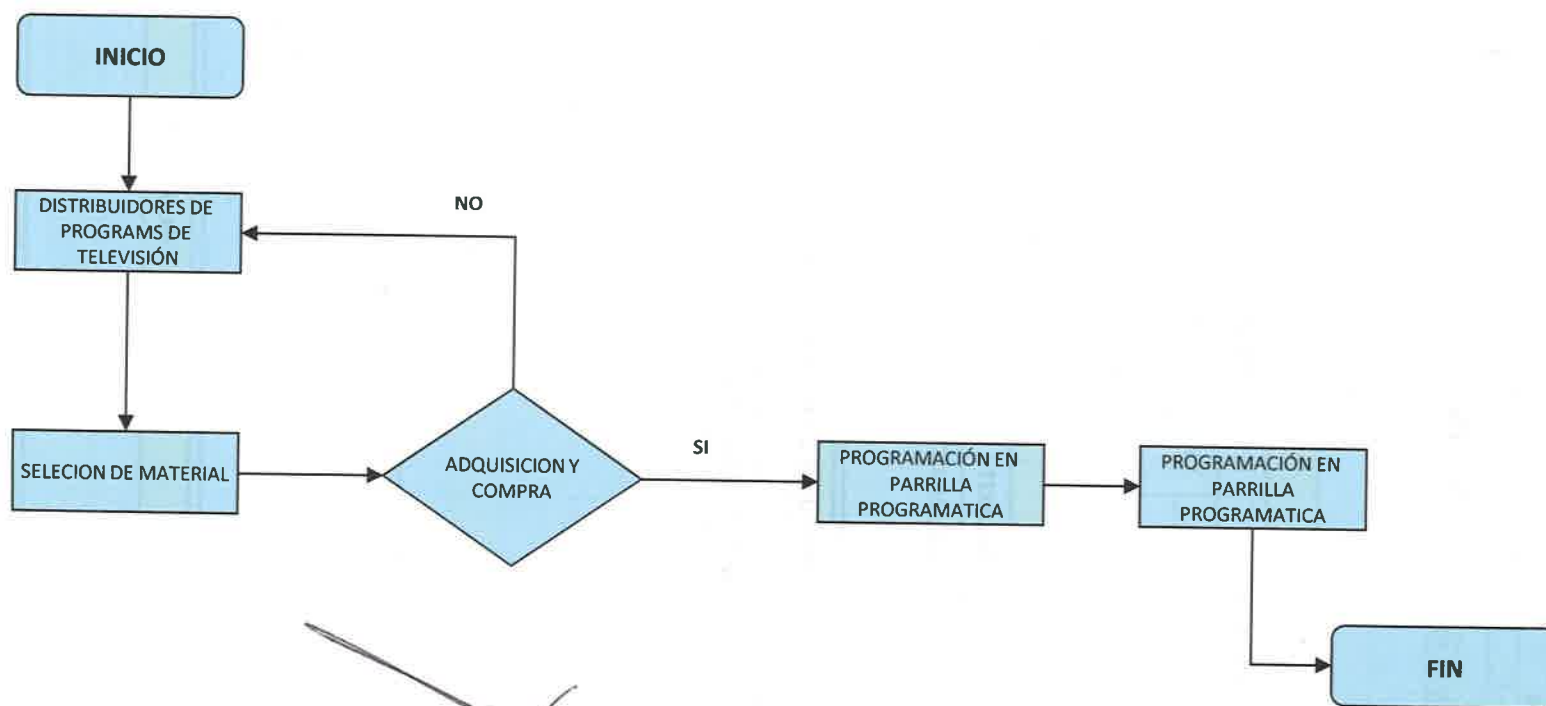 INICIO
DISTRIBUIDORES DE
PROGRAMS DE
TELEVISIÓN
NO
SELECION DE MATERIAL
ADQUISICION Y
COMPRA
SI
PROGRAMACIÓN EN
PARRILLA
PROGRAMATICA
PROGRAMACIÓN EN
PARRILLA
PROGRAMATICA
FIN